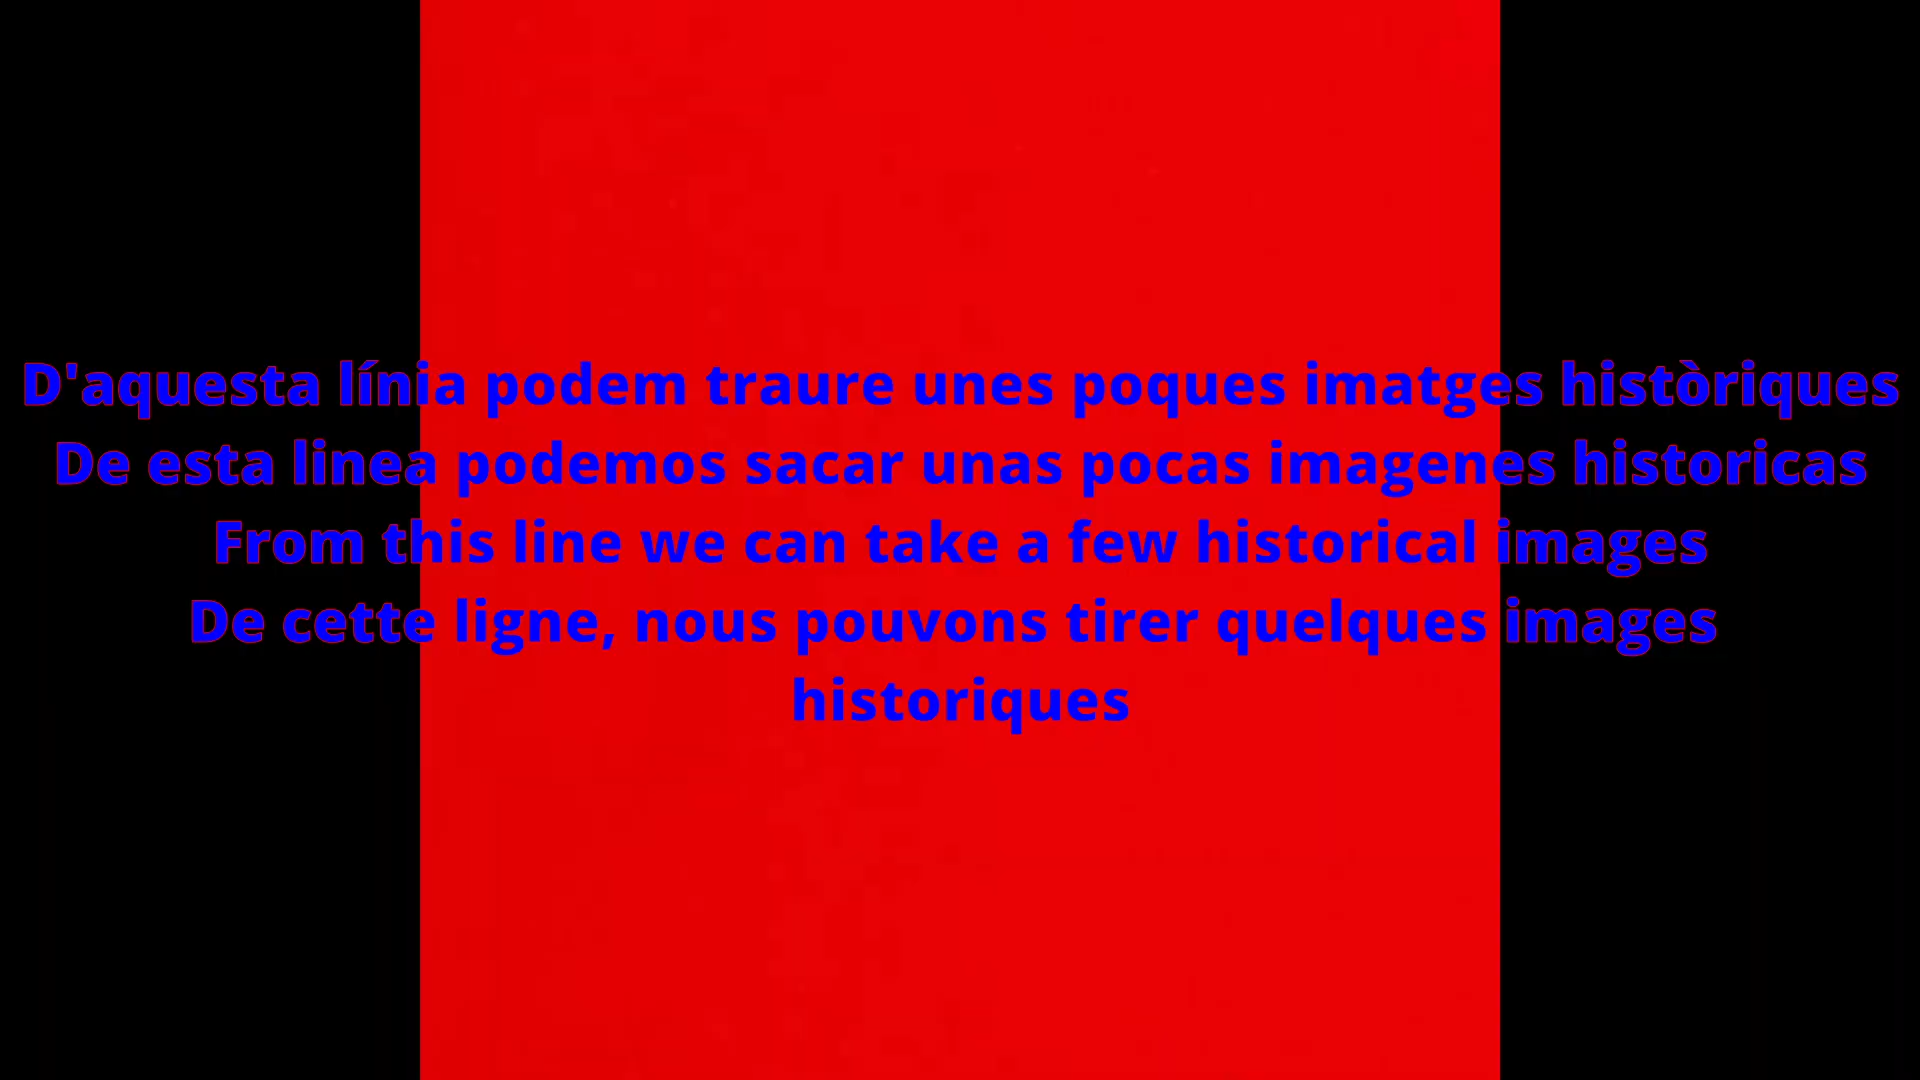 D'aquesta línia podem traure unes poques imatges històriques
De esta linea podemos sacar unas pocas imagenes historicas
From this line we can take a few historical images
De cette ligne, nous pouvons tirer quelques images
historiques